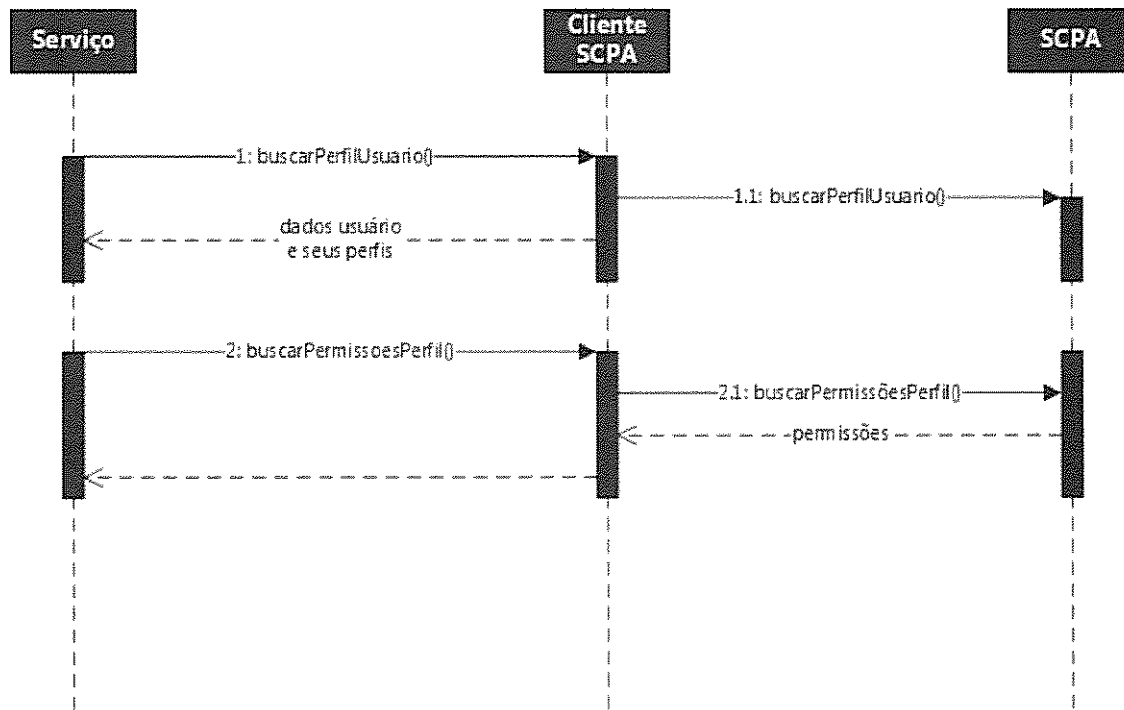 Serviço
Cliente
SCPA
SCPA
1: buscarPerfilUsuario()
1.1: buscarPerfilUsuario()
dados usuário
e seus perfis
2: buscarPermissoesPerfil()
2.1: buscarPermissõesPerfil()
permissões